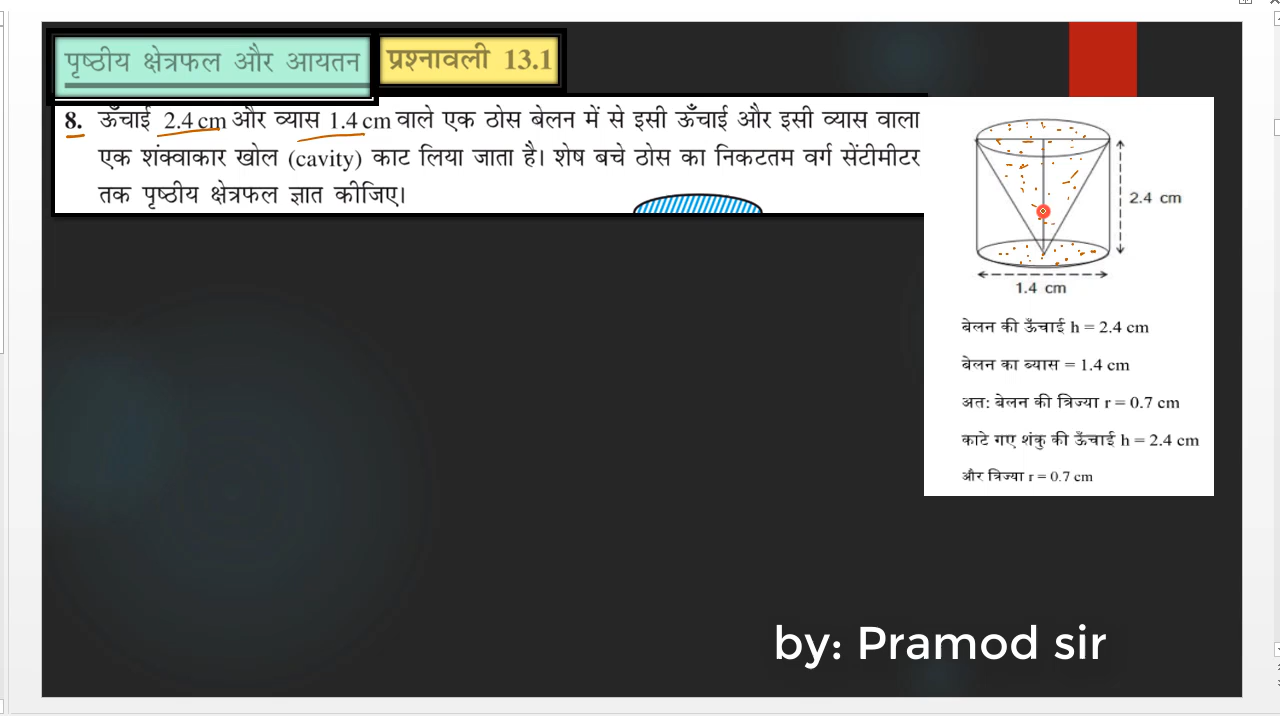 पृष्ठीय क्षेत्रफल और आयतन
प्रश्नावली 13.1
8. ऊँचाई 2.4 cm और व्यास 1.4 cm वाले एक ठोस बेलन में से इसी ऊँचाई और इसी व्यास वाला
एक शंक्वाकार खोल (cavity) काट लिया जाता है। शेष बचे ठोस का निकटतम वर्ग सेंटीमीटर
तक पृष्ठीय क्षेत्रफल ज्ञात कीजिए।
2.4 cm
1.4 cm
बेलन की ऊँचाई h = 2.4 cm
बेलन का ब्यास = 1.4 cm
अत: बेलन की त्रिज्या r = 0.7 cm
काटे गए शंकु की ऊँचाई h = 2.4 cm
और त्रिज्या r = 0.7 cm
by: Pramod sir